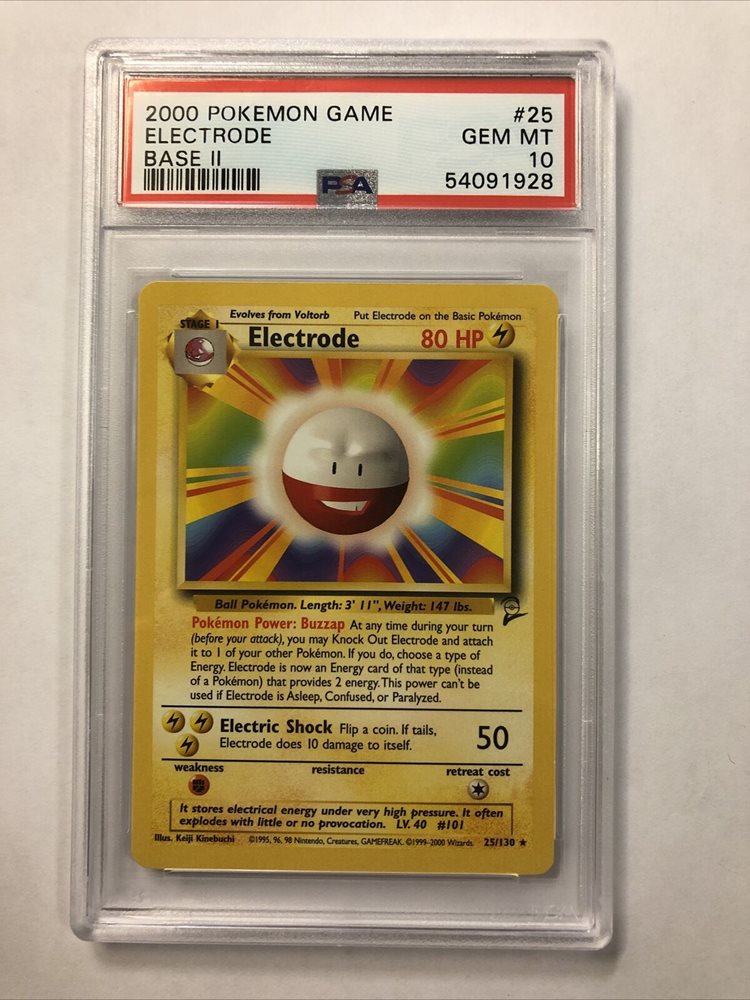 2000 POKEMON GAME #25
ELECTRODE GEM MT
BASE II 10
PSA 54091928
Evolves from Voltorb Put Electrode on the Basic Pokémon
STAGE 1
Electrode 80 HP
Ball Pokémon. Length: 3' 11", Weight: 147 lbs.
Pokémon Power: Buzzap At any time during your turn
(before your attack), you may Knock Out Electrode and attach
it to 1 of your other Pokémon. If you do, choose a type of
Energy. Electrode is now an Energy card of that type (instead
of a Pokémon) that provides 2 energy. This power can't be
used if Electrode is Asleep, Confused, or Paralyzed.
Electric Shock Flip a coin. If tails, 50
Electrode does 10 damage to itself.
weakness resistance retreat cost
It stores electrical energy under very high pressure. It often
explodes with little or no provocation. LV. 40 #101
Illus. Keiji Kinebuchi ©1995, 96, 98 Nintendo, Creatures, GAMEFREAK. ©1999-2000 Wizards. 25/130 ★